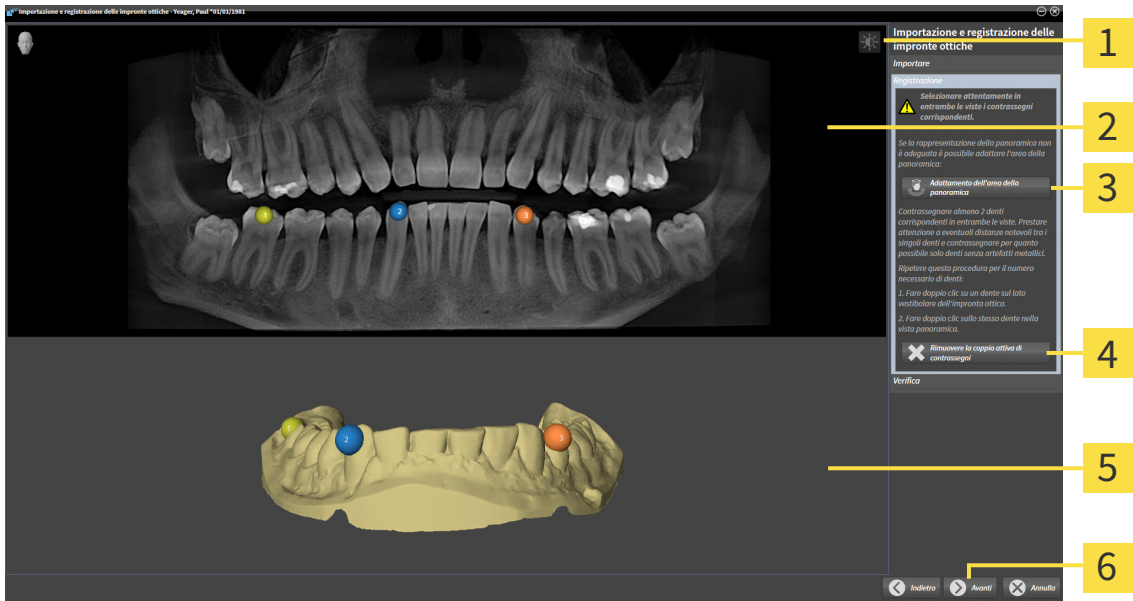 Importazione e registrazione delle impronte ottiche - Yeager, Paul *01/01/1981
Importazione e registrazione delle
impronte ottiche
Importare
Registrazione
Selezionare attentamente in
entrambe le viste i contrassegni
corrispondenti.
Se la rappresentazione della panoramica non
è adeguata è possibile adattare l'area della
panoramica:
Adattamento dell'area della
panoramica
Contrassegnare almeno 2 denti
corrispondenti in entrambe le viste. Prestare
attenzione a eventuali distanze notevoli tra i
singoli denti e contrassegnare per quanto
possibile solo denti senza artefatti metallici.
Ripetere questa procedura per il numero
necessario di denti:
1. Fare doppio clic su un dente sul lato
vestibolare dell'impronta ottica.
2. Fare doppio clic sullo stesso dente nella
vista panoramica.
Rimuovere la coppia attiva di
contrassegni
Verifica
1
2
3
1
2
3
Indietro
Avanti
Annulla
1
2
3
4
5
6